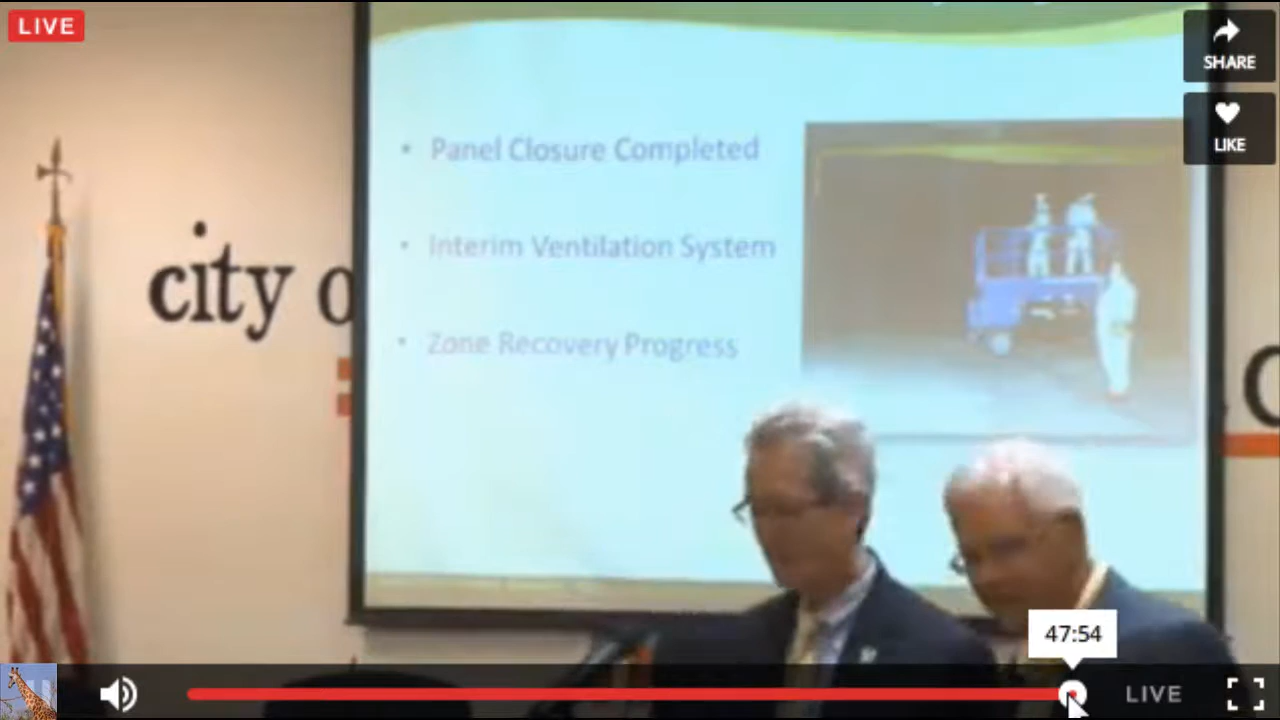 LIVE
SHARE
LIKE
• Panel Closure Completed
• Interim Ventilation System
• Zone Recovery Progress
city o
47:54
LIVE